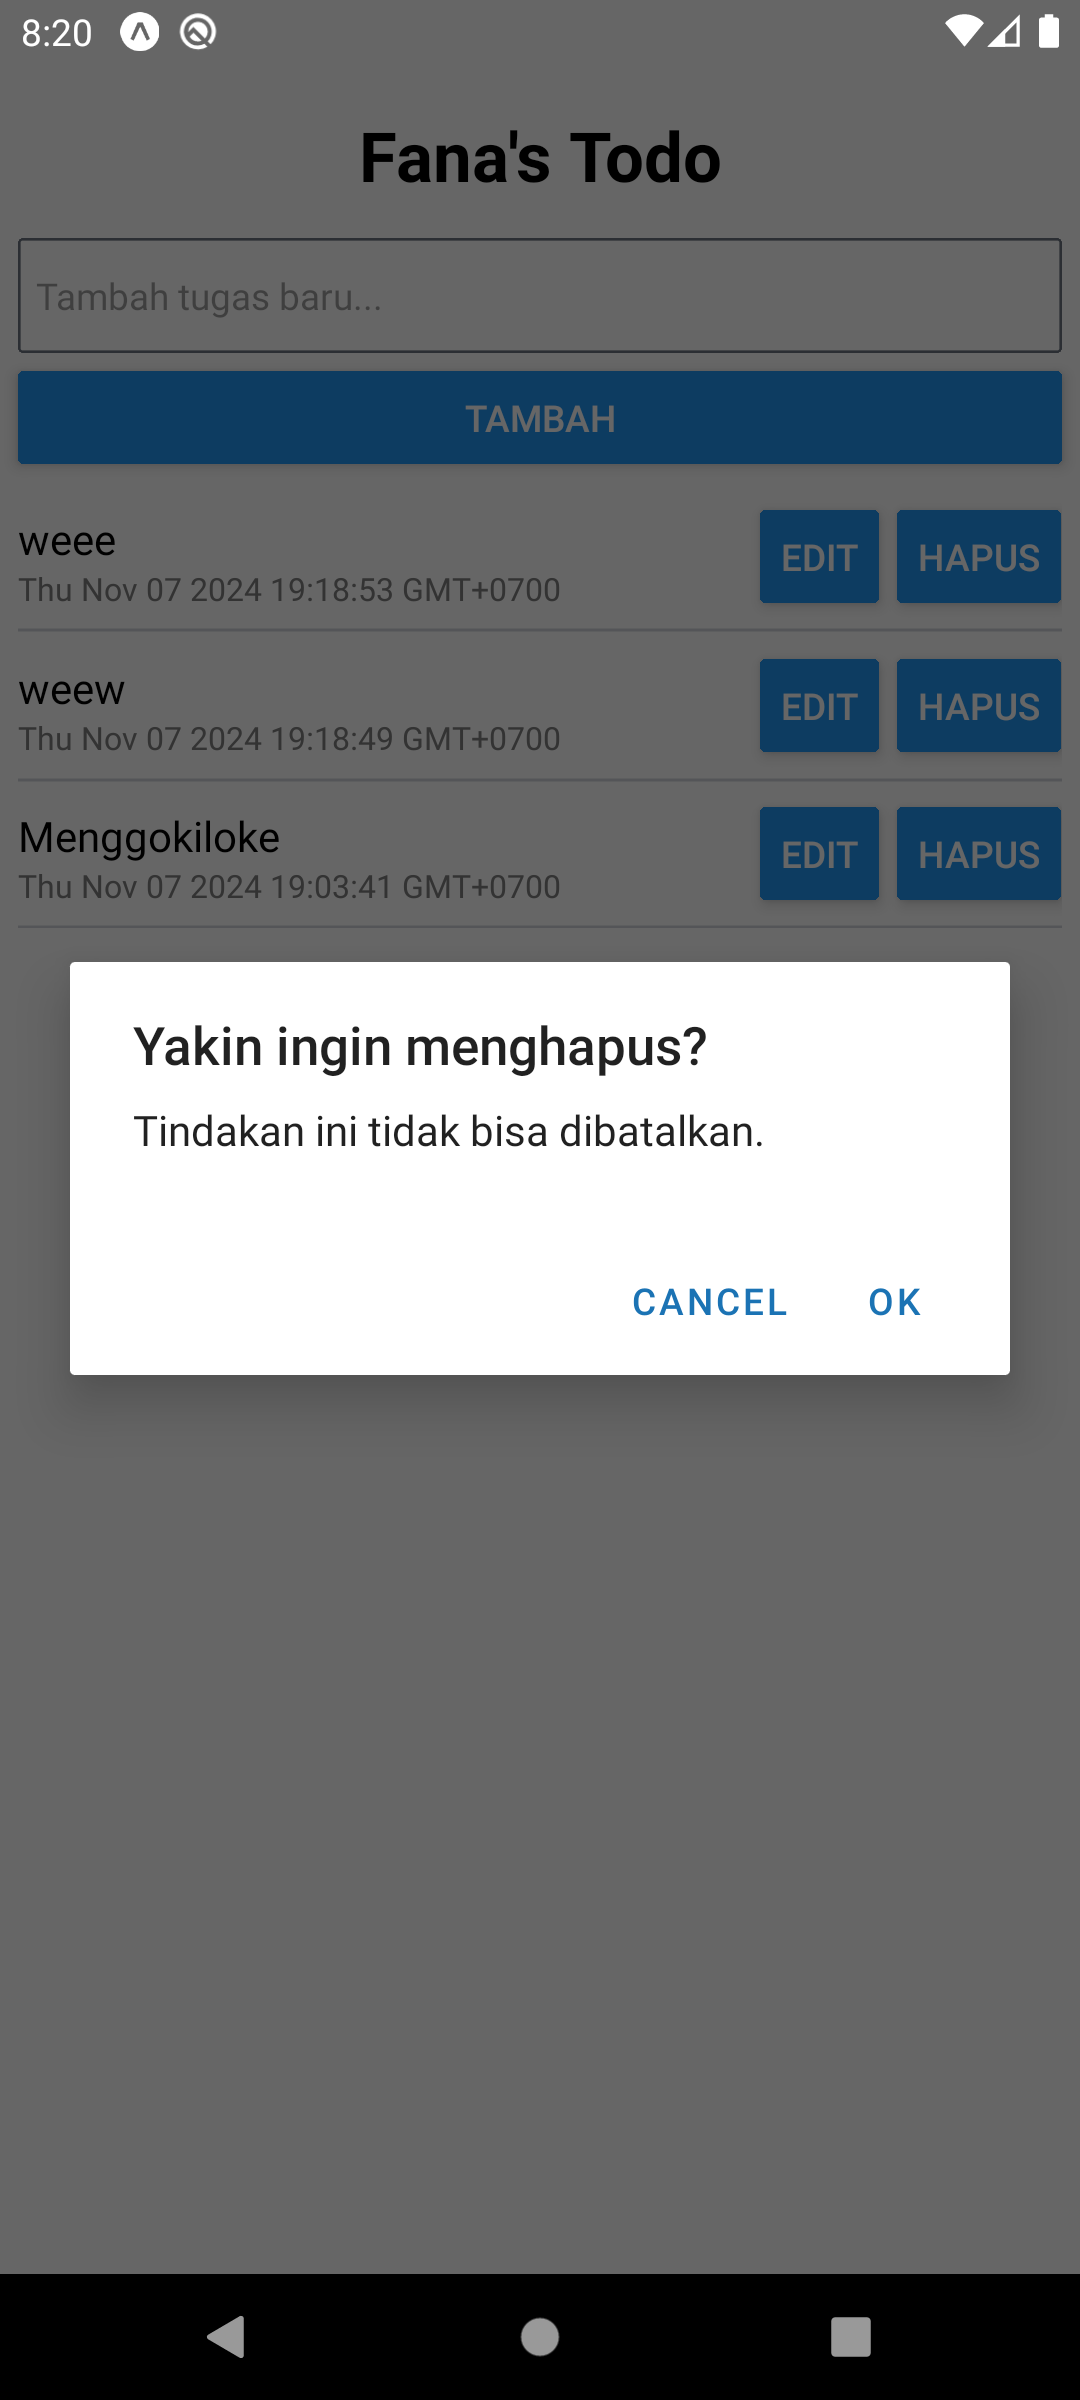 8:20
Fana's Todo
Tambah tugas baru...
TAMBAH
weee
Thu Nov 07 2024 19:18:53 GMT+0700
EDIT
HAPUS
weew
Thu Nov 07 2024 19:18:49 GMT+0700
EDIT
HAPUS
Menggokiloke
Thu Nov 07 2024 19:03:41 GMT+0700
EDIT
HAPUS
Yakin ingin menghapus?
Tindakan ini tidak bisa dibatalkan.
CANCEL
OK